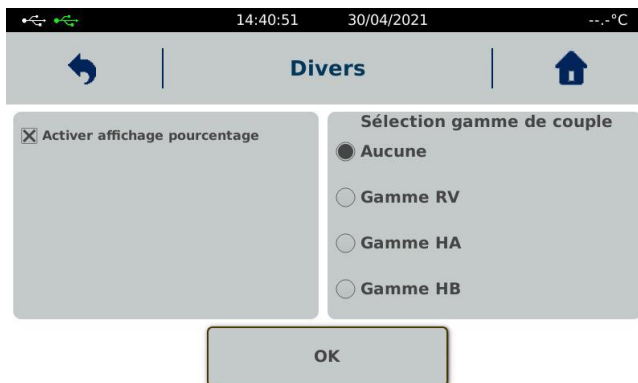 14:40:51 30/04/2021 --.-°C
Divers
Activer affichage pourcentage
Sélection gamme de couple
Aucune
Gamme RV
Gamme HA
Gamme HB
OK